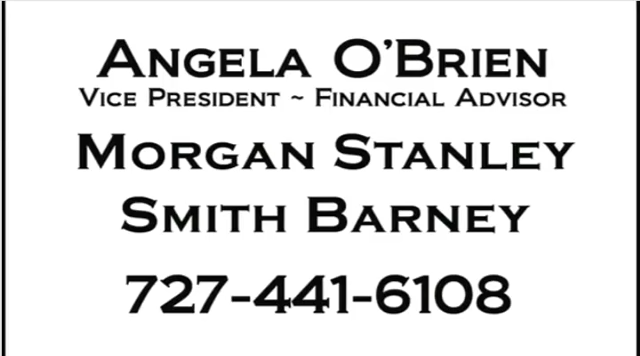 Angela O'Brien
Vice President ~ Financial Advisor
Morgan Stanley
Smith Barney
727-441-6108